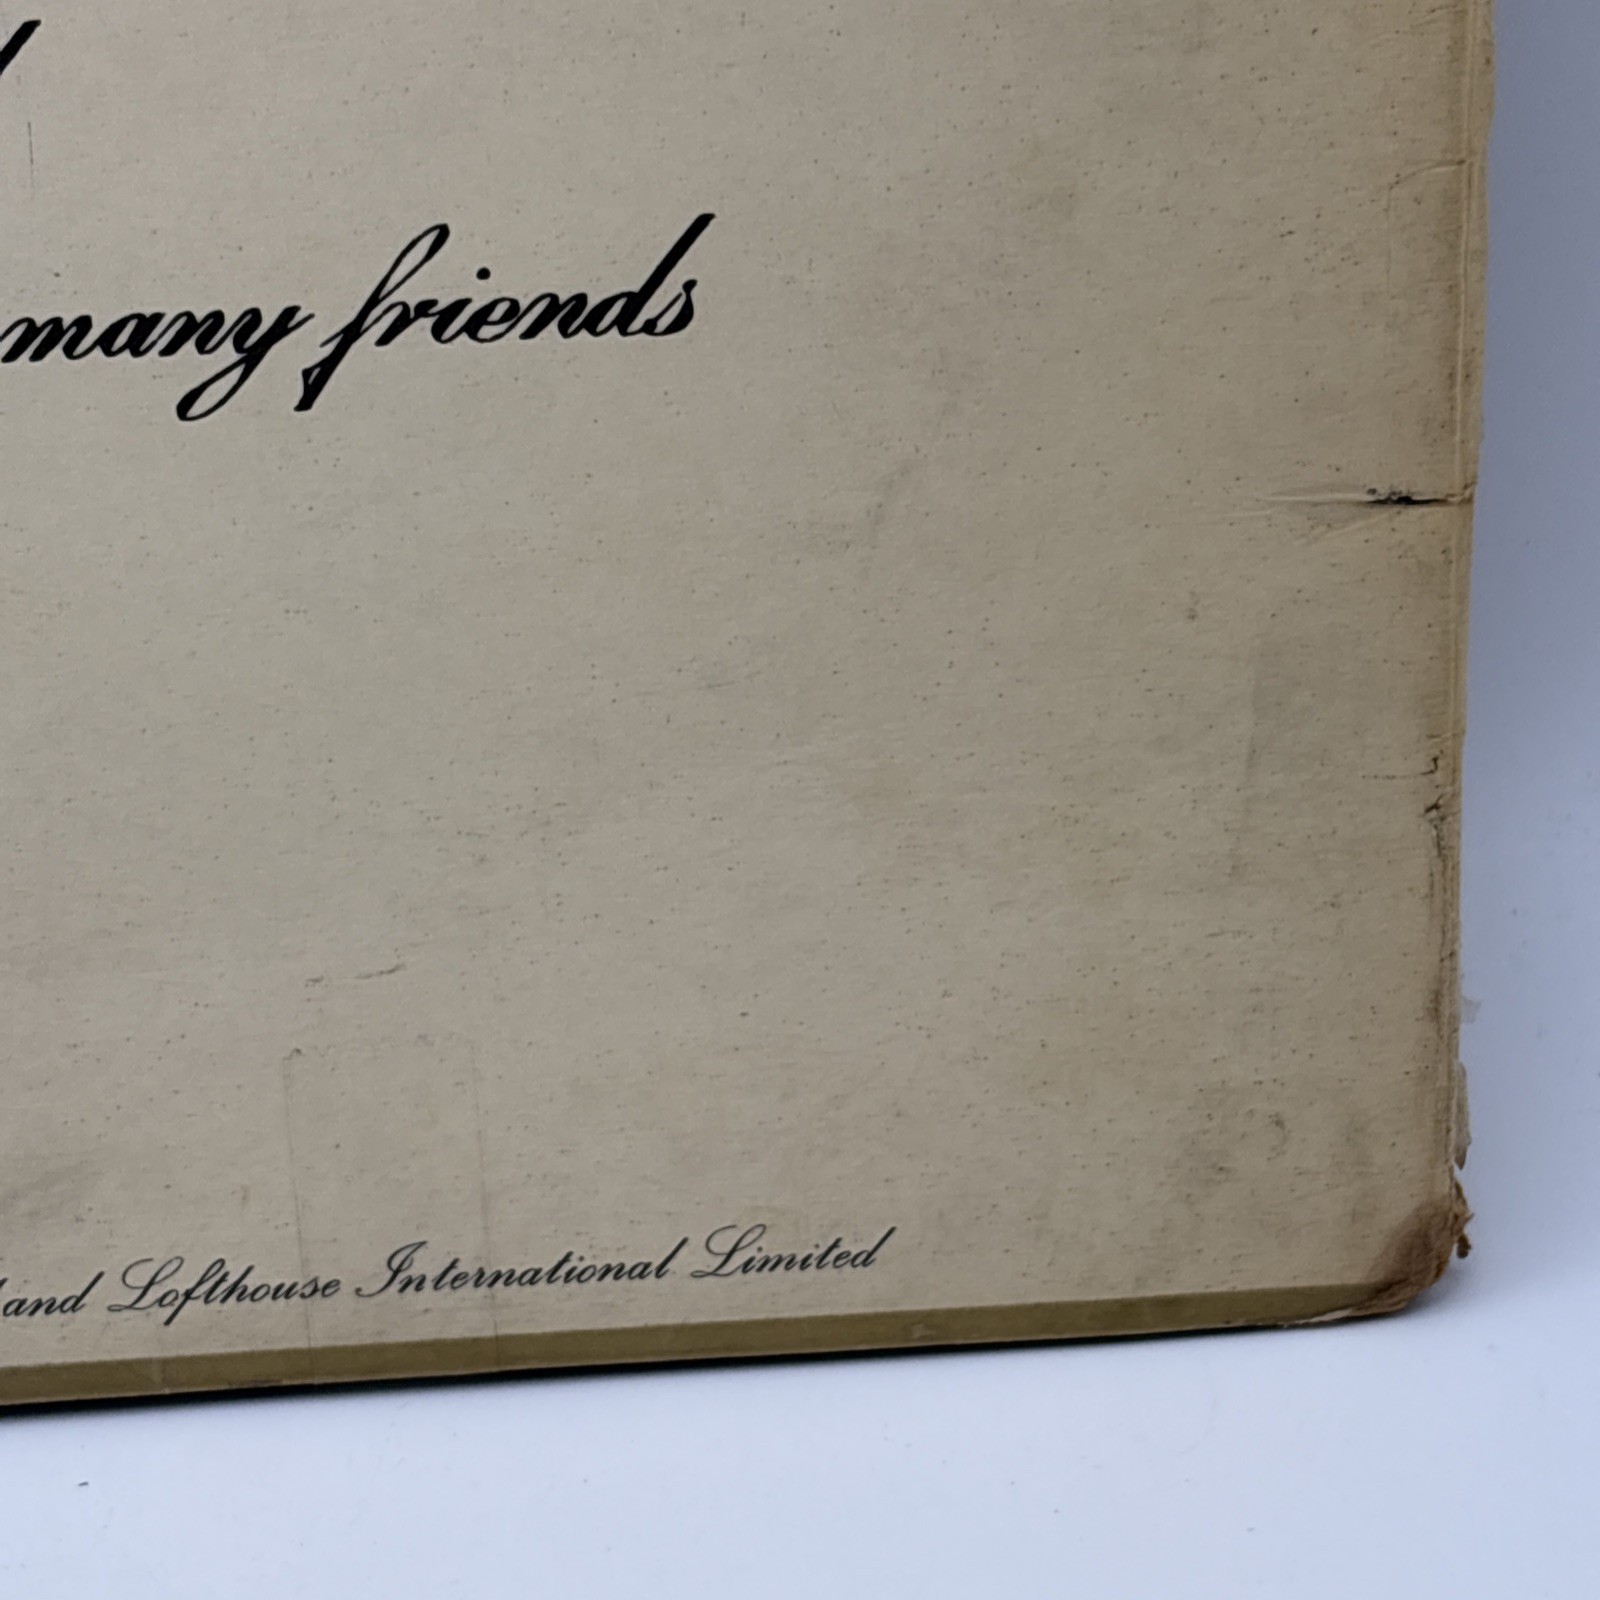 many friends
and Lofthouse International Limited